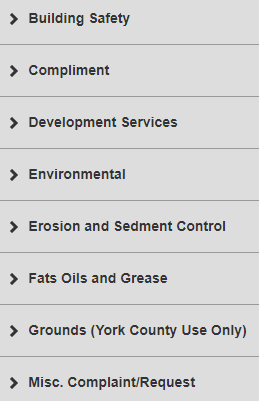 Building Safety
Compliment
Development Services
Environmental
Erosion and Sediment Control
Fats Oils and Grease
Grounds (York County Use Only)
Misc. Complaint/Request